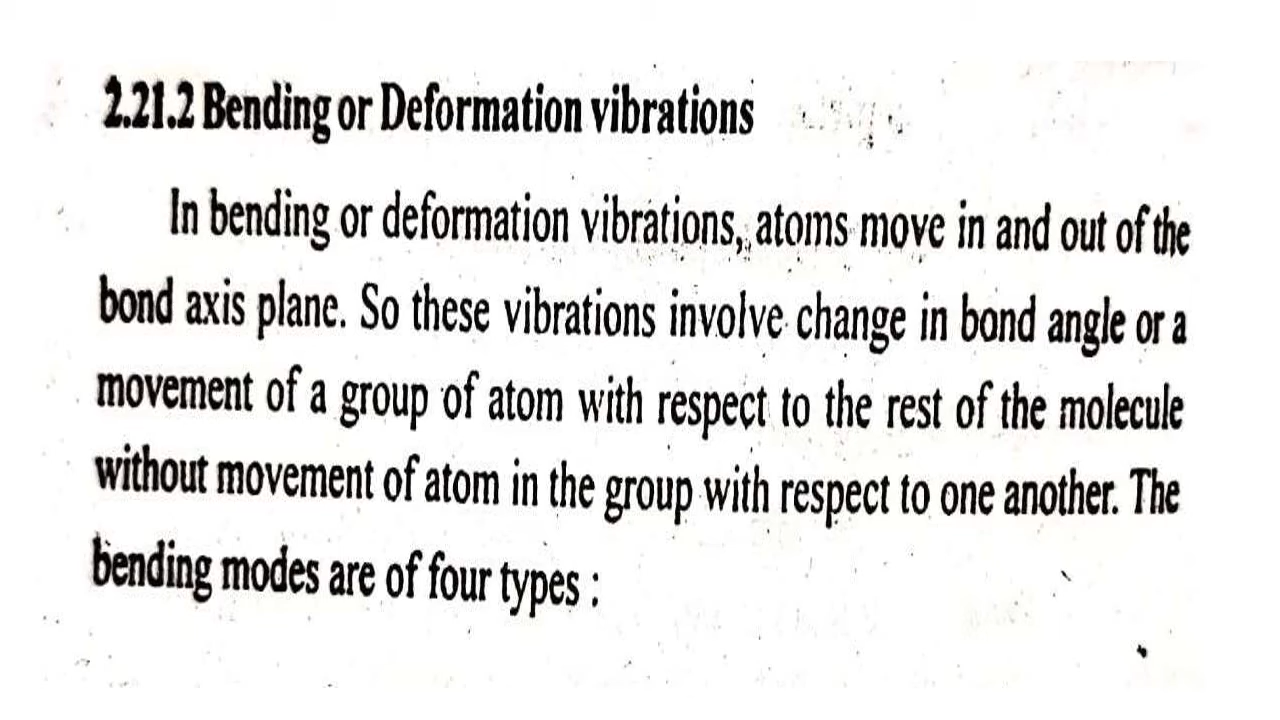 2.21.2 Bending or Deformation vibrations
In bending or deformation vibrations, atoms move in and out of the
bond axis plane. So these vibrations involve change in bond angle or a
movement of a group of atom with respect to the rest of the molecule
without movement of atom in the group with respect to one another. The
bending modes are of four types :